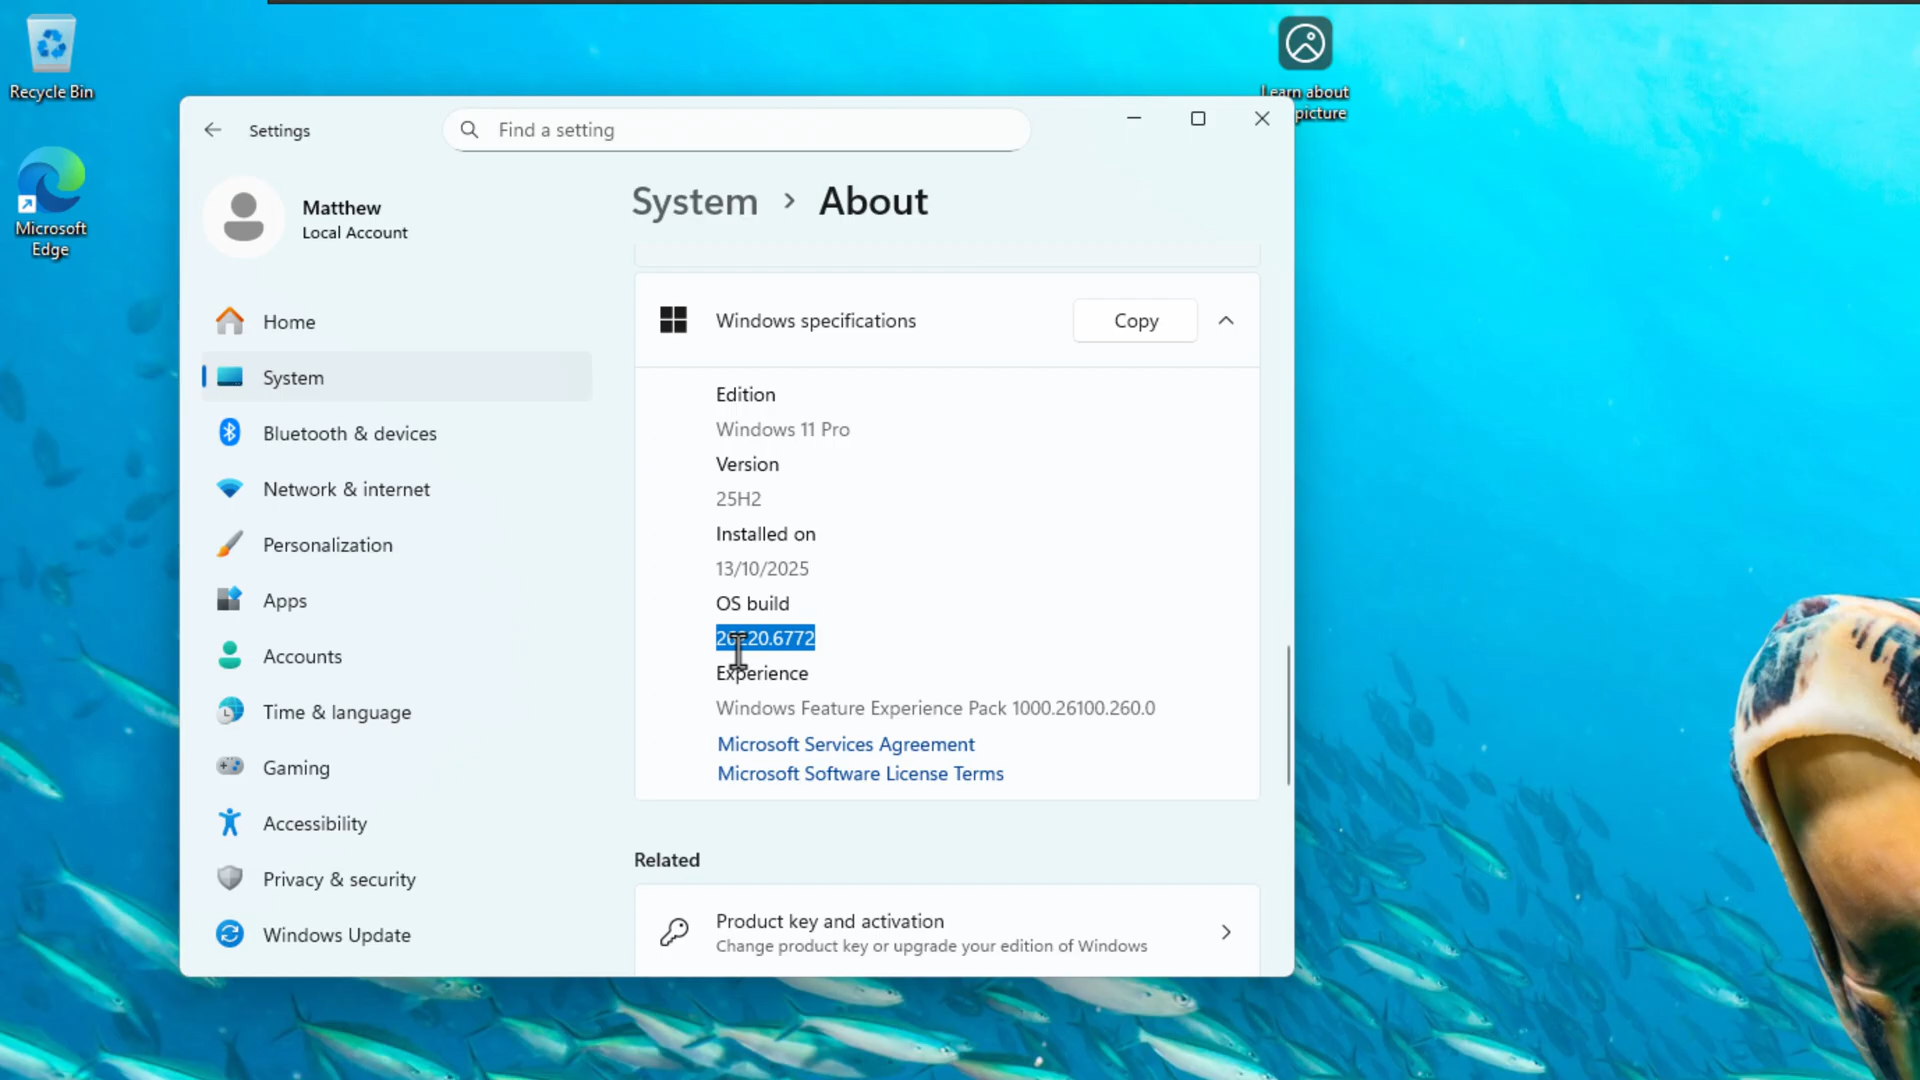 Recycle Bin
Microsoft
Edge
Learn about
picture
Settings
Find a setting
Matthew
Local Account
Home
System
Bluetooth & devices
Network & internet
Personalization
Apps
Accounts
Time & language
Gaming
Accessibility
Privacy & security
Windows Update
System > About
Windows specifications
Copy
Edition
Windows 11 Pro
Version
25H2
Installed on
13/10/2025
OS build
26220.6772
Experience
Windows Feature Experience Pack 1000.26100.260.0
Microsoft Services Agreement
Microsoft Software License Terms
Related
Product key and activation
Change product key or upgrade your edition of Windows